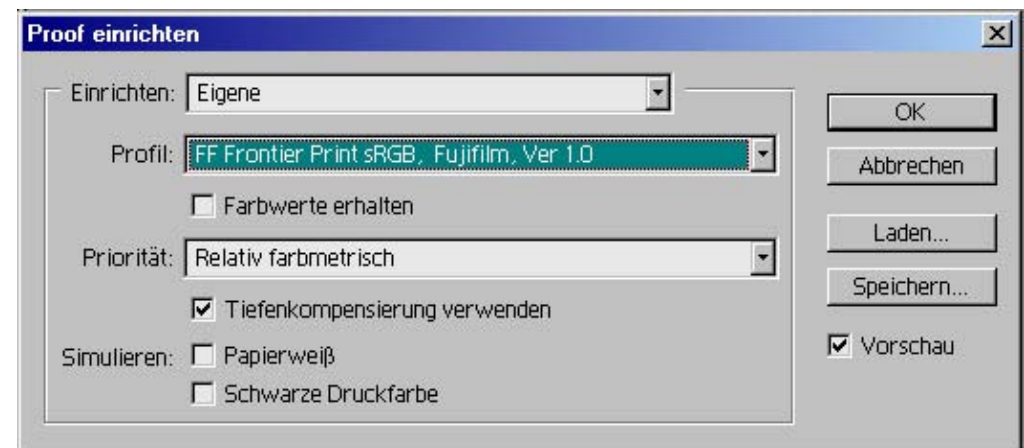 Proof einrichten
Einrichten: Eigene
OK
Profil: FF Frontier Print sRGB, Fujifilm, Ver 1.0
Abbrechen
Farbwerte erhalten
Laden...
Priorität: Relativ farbmetrisch
Speichern...
Tiefenkompensierung verwenden
Vorschau
Simulieren: Papierweiß
Schwarze Druckfarbe